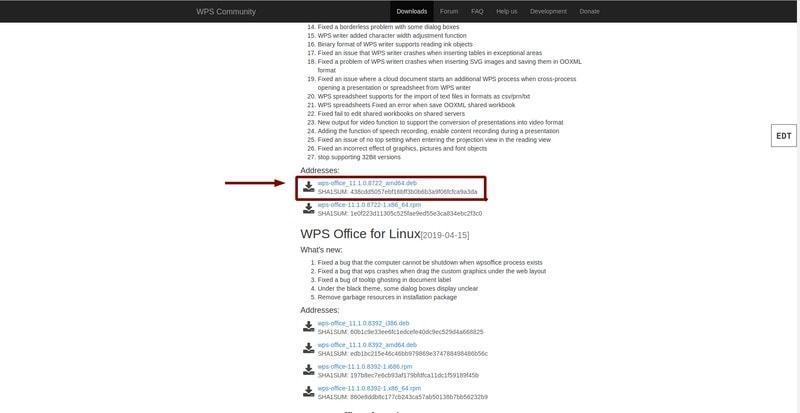 WPS Community
Downloads Forum FAQ Help us Development Donate
14. Fixed a borderless problem with some dialog boxes
15. WPS writer added character width adjustment function
16. Binary format of WPS writer supports reading ink objects
17. Fixed an issue that WPS writer crashes when inserting tables in exceptional areas
18. Fixed a problem of WPS writert crashes when inserting SVG images and saving them in OOXML
format
19. Fixed an issue where a cloud document starts an additional WPS process when cross-process
opening a presentation or spreadsheet from WPS writer
20. WPS spreadsheet supports for the import of text files in formats as csv/prn/txt
21. WPS spreadsheets Fixed an error when save OOXML shared workbook
22. Fixed fail to edit shared workbooks on shared servers
23. New output for video function to support the conversion of presentations into video format
24. Adding the function of speech recording, enable content recording during a presentation
25. Fixed an issue of no top setting when entering the projection view in the reading view
26. Fixed an incorrect effect of graphics, pictures and font objects
27. stop supporting 32Bit versions
EDT
Addresses:
wps-office_11.1.0.8722_amd64.deb
SHA1SUM:
wps-office-11.1.0.8722-1.x86_64.rpm
SHA1SUM: 1e0f223d11305c525fae9ed55e3ca834ebc2f3c0
WPS Office for Linux[2019-04-15]
What's new:
1. Fixed a bug that the computer cannot be shutdown when wpsoffice process exists
2. Fixed a bug that wps crashes when drag the custom graphics under the web layout
3. Fixed a bug of tooltip ghosting in document label
4. Under the black theme, some dialog boxes display unclear
5. Remove garbage resources in installation package
Addresses:
wps-office_11.1.0.8392_i386.deb
SHA1SUM: 60b1c9e33ee6fc1edcefe40dc9ec529d4a668825
wps-office_11.1.0.8392_amd64.deb
SHA1SUM: edb1bc215e46c46bb979869e374788498486b56c
wps-office-11.1.0.8392-1.i686.rpm
SHA1SUM: 197b8ec7e6cb93af179bfdfca11dc1f59189f45b
wps-office-11.1.0.8392-1.x86_64.rpm
SHA1SUM: 860e8ddb8c177cb243ca57ab50138b7bb56232b9